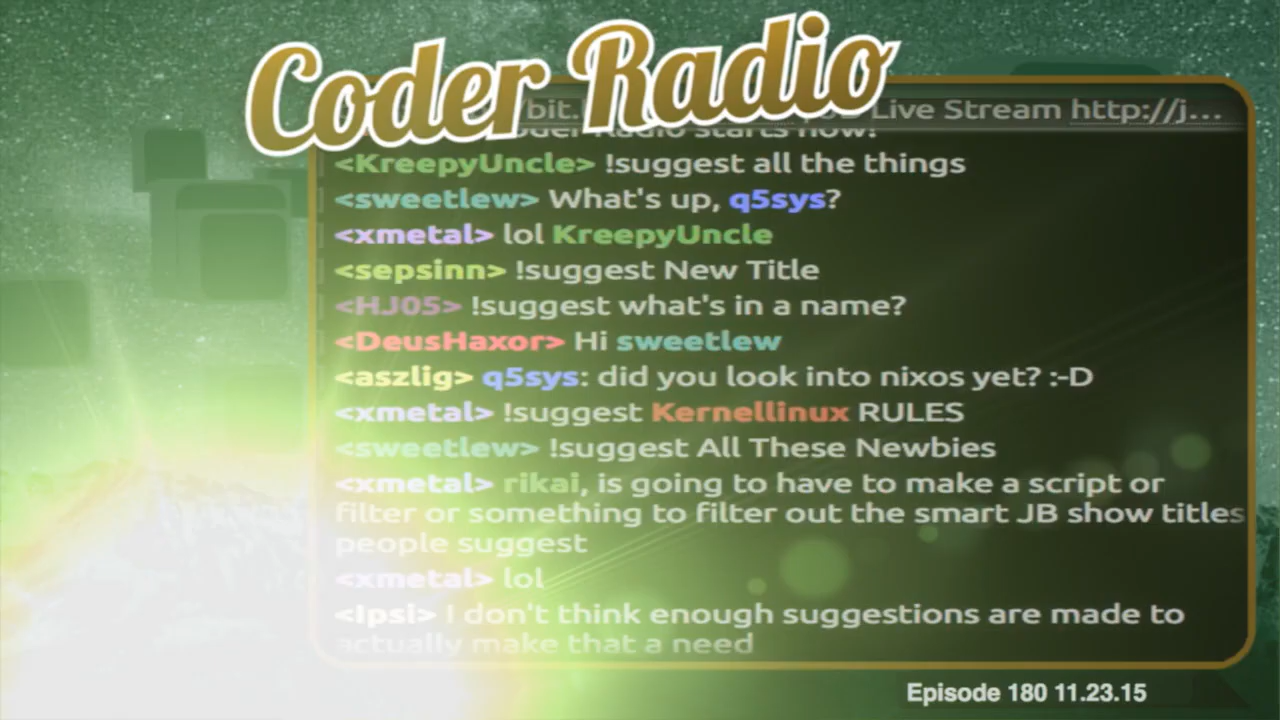 Coder Radio
Live Stream http://j...
Radio starts now!
<KreepyUncle> !suggest all the things
<sweetlew> What's up, q5sys?
<xmetal> lol KreepyUncle
<sepsinn> !suggest New Title
<HJ05> !suggest what's in a name?
<DeusHaxor> Hi sweetlew
<aszlig> q5sys: did you look into nixos yet? :-D
<xmetal> !suggest Kernellinux RULES
<sweetlew> !suggest All These Newbies
<xmetal> rikai, is going to have to make a script or
filter or something to filter out the smart JB show titles
people suggest
<xmetal> lol
<Ipsi> I don't think enough suggestions are made to
actually make that a need
Episode 180 11.23.15